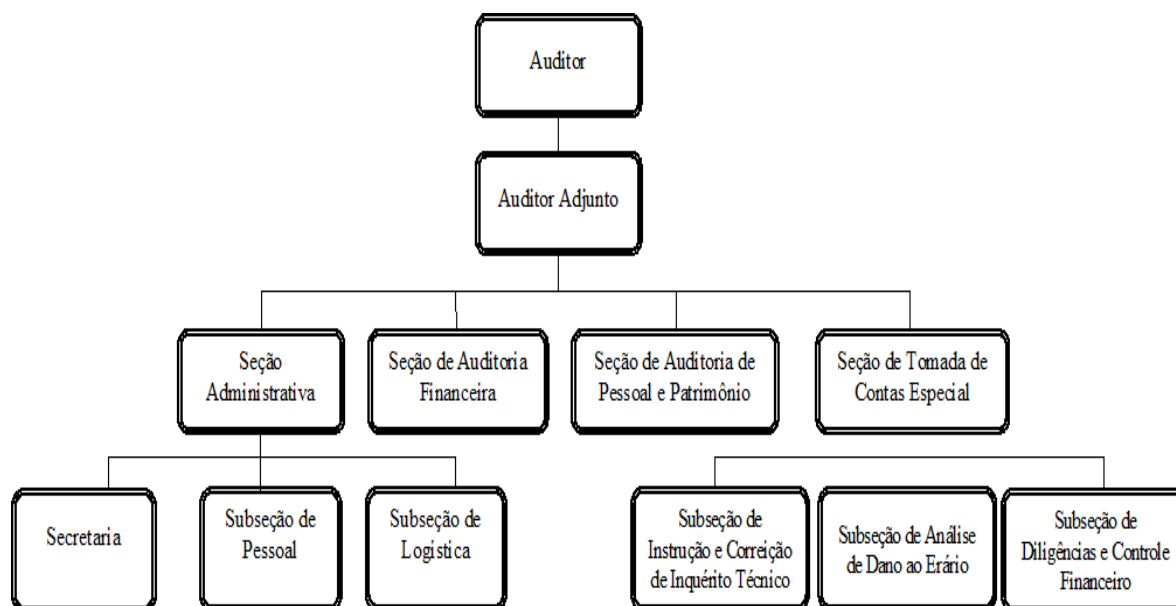 Auditor
Auditor Adjunto
Seção
Administrativa
Seção de Auditoria
Financeira
Seção de Auditoria de
Pessoal e Patrimônio
Seção de Tomada de
Contas Especial
Secretaria
Subseção de
Pessoal
Subseção de
Logística
Subseção de
Instrução e Correição
de Inquérito Técnico
Subseção de Análise
de Dano ao Erário
Subseção de
Diligências e Controle
Financeiro